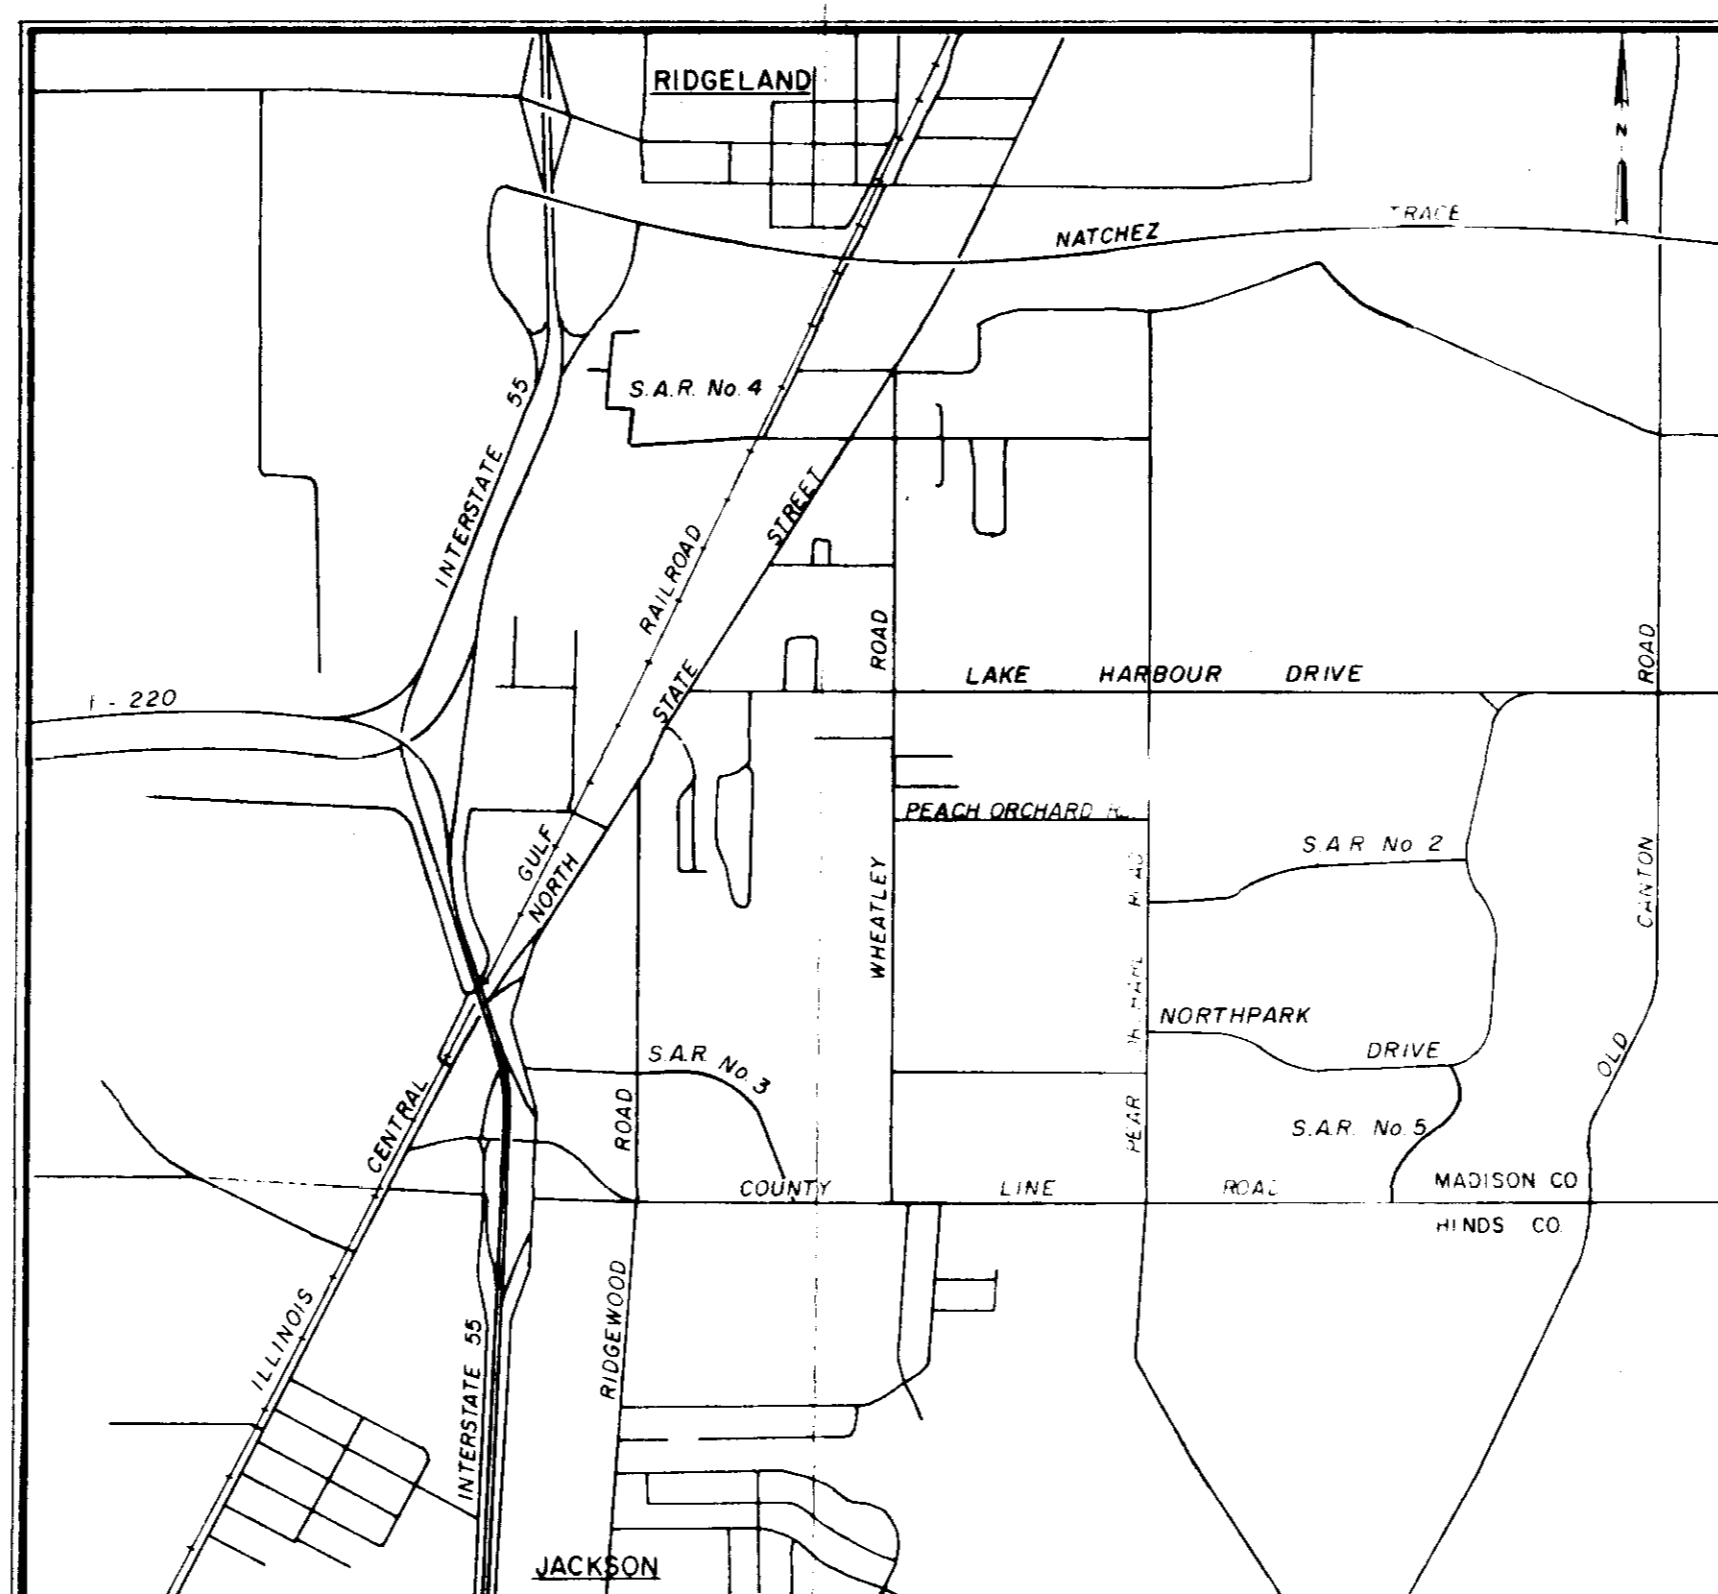 RIDGELAND
N
NATCHEZ TRACE
S.A.R. No. 4
INTERSTATE 55
RAILROAD
STREET
STATE
ROAD
ROAD
LAKE HARBOUR DRIVE
I - 220
PEACH ORCHARD
S.A.R No 2
GULF
NORTH
WHEATLEY
CANTON
NORTHPARK
DRIVE
S.A.R. No. 3
OLD
CENTRAL
ROAD
PEAR
S.A.R. No. 5
COUNTY LINE ROAD
MADISON CO
HINDS CO.
ILLINOIS
INTERSTATE 55
RIDGEWOOD
JACKSON